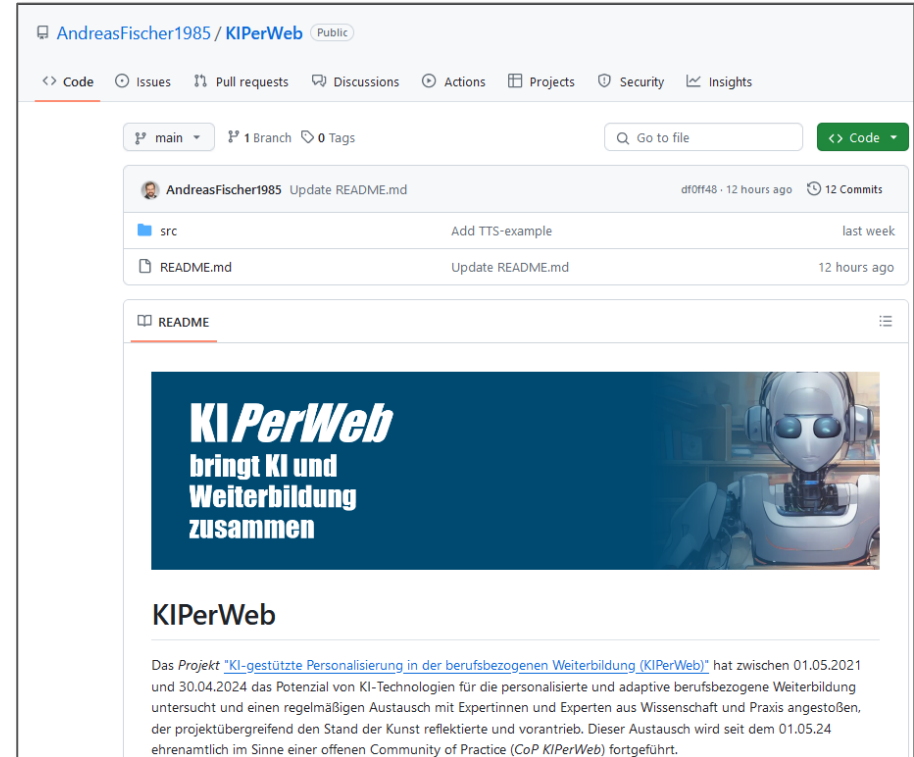 AndreasFischer1985 / KIPerWeb Public
Code Issues Pull requests Discussions Actions Projects Security Insights
main 1 Branch 0 Tags Go to file Code
AndreasFischer1985 Update README.md df0ff48 · 12 hours ago 12 Commits
src Add TTS-example last week
README.md Update README.md 12 hours ago
README
KIPerWeb
bringt KI und
Weiterbildung
zusammen
KIPerWeb
Das Projekt "KI-gestützte Personalisierung in der berufsbezogenen Weiterbildung (KIPerWeb)" hat zwischen 01.05.2021
und 30.04.2024 das Potenzial von KI-Technologien für die personalisierte und adaptive berufsbezogene Weiterbildung
untersucht und einen regelmäßigen Austausch mit Expertinnen und Experten aus Wissenschaft und Praxis angestoßen,
der projektübergreifend den Stand der Kunst reflektierte und vorantrieb. Dieser Austausch wird seit dem 01.05.24
ehrenamtlich im Sinne einer offenen Community of Practice (CoP KIPerWeb) fortgeführt.